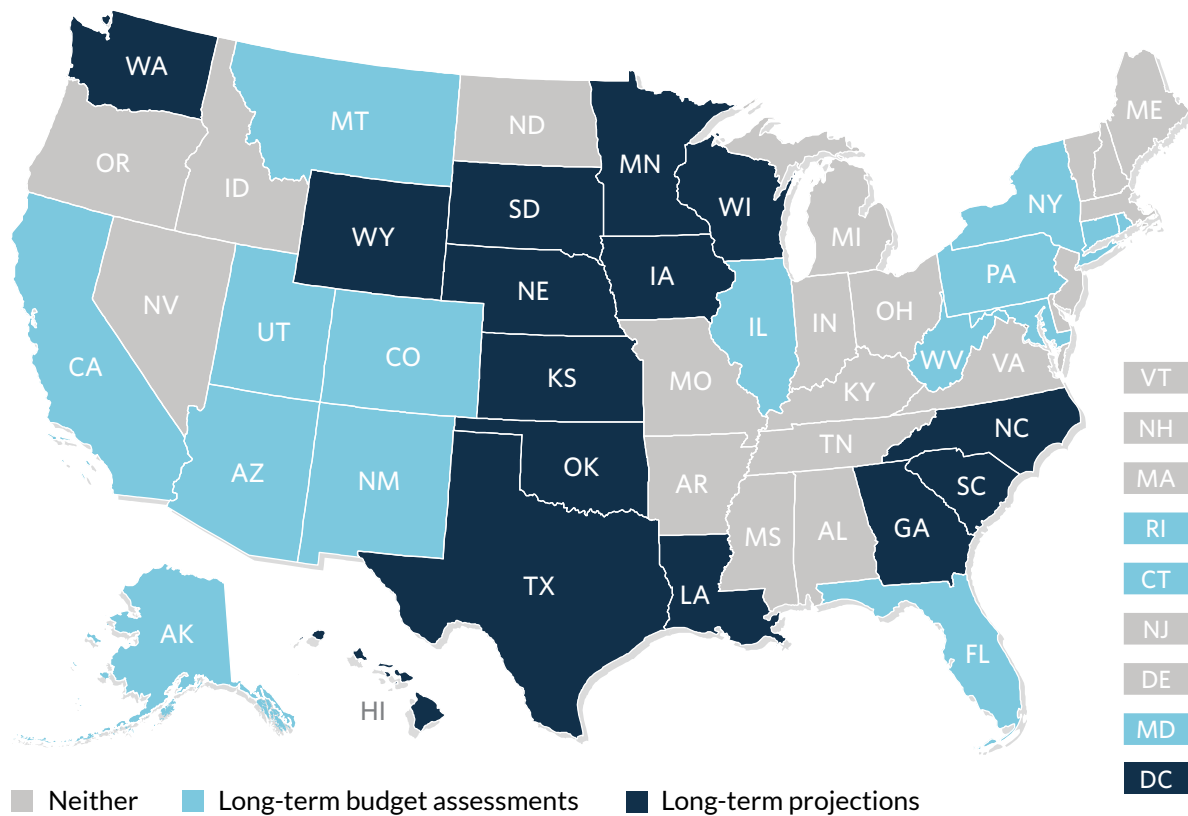 WA
MT
ND
ME
OR
ID
MN
SD
WI
NY
WY
MI
IA
PA
NE
NV
UT
IL
IN
OH
CO
WV
VA
CA
KS
MO
KY
VT
NC
NH
TN
AZ
NM
OK
AR
SC
MA
GA
MS
AL
RI
TX
LA
CT
AK
NJ
FL
DE
HI
MD
DC
Neither
Long-term budget assessments
Long-term projections